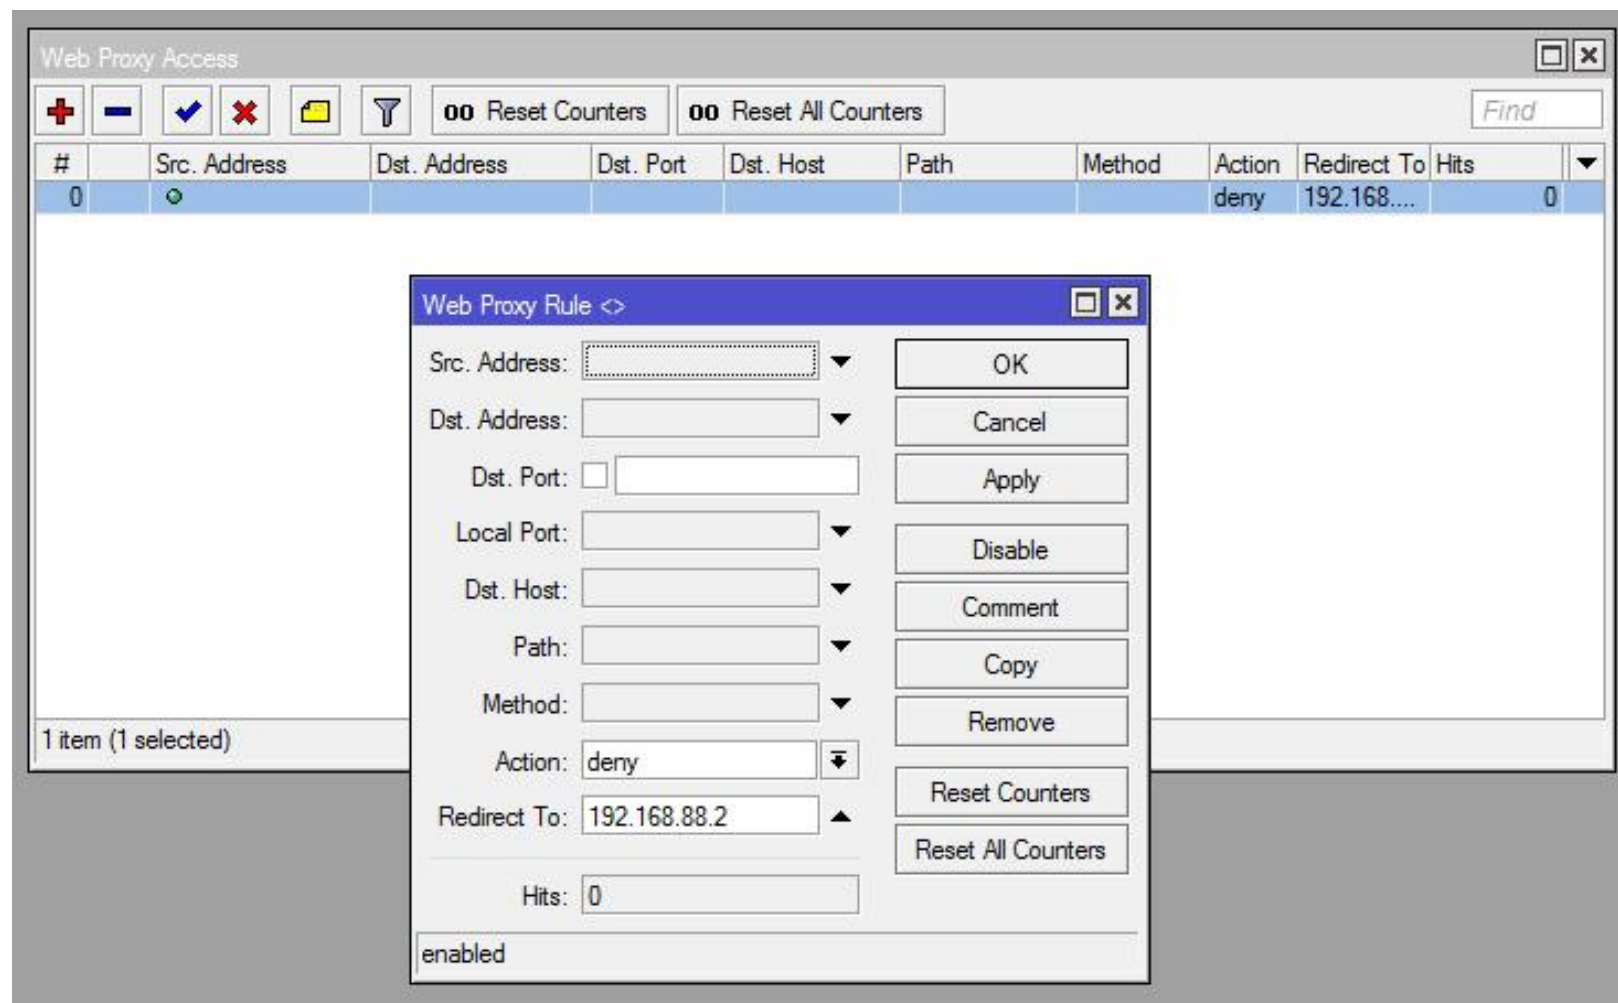 Web Proxy Access
00 Reset Counters 00 Reset All Counters Find
# Src. Address Dst. Address Dst. Port Dst. Host Path Method Action Redirect To Hits
0 deny 192.168.... 0
Web Proxy Rule <>
Src. Address:
OK
Dst. Address:
Cancel
Dst. Port:
Apply
Local Port:
Disable
Dst. Host:
Comment
Path:
Copy
Method:
Remove
1 item (1 selected)
Action: deny
Reset Counters
Redirect To: 192.168.88.2
Reset All Counters
Hits: 0
enabled